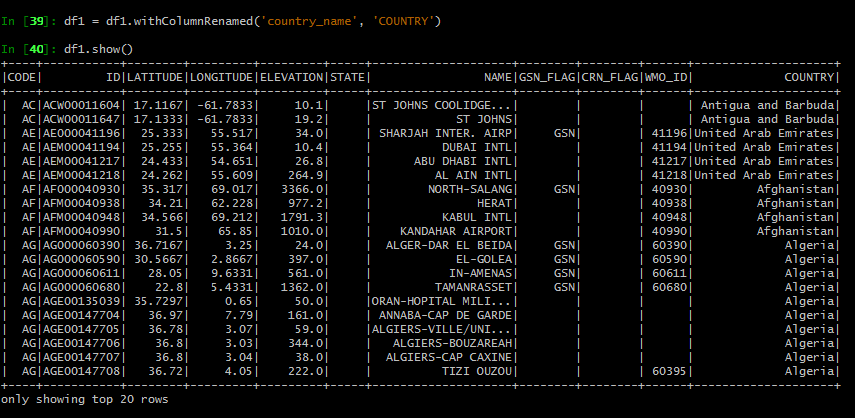 In [39]: df1 = df1.withColumnRenamed('country_name', 'COUNTRY')
In [40]: df1.show()
+----+-----------+--------+---------+---------+-----+--------------------+--------+--------+------+--------------------+
|CODE|         ID|LATITUDE|LONGITUDE|ELEVATION|STATE|                NAME|GSN_FLAG|CRN_FLAG|WMO_ID|             COUNTRY|
+----+-----------+--------+---------+---------+-----+--------------------+--------+--------+------+--------------------+
|  AC|ACW00011604| 17.1167| -61.7833|     10.1|     |ST JOHNS COOLIDGE...|        |        |      | Antigua and Barbuda|
|  AC|ACW00011647| 17.1333| -61.7833|     19.2|     |            ST JOHNS|        |        |      | Antigua and Barbuda|
|  AE|AE000041196|  25.333|   55.517|     34.0|     | SHARJAH INTER. AIRP|     GSN|        | 41196|United Arab Emirates|
|  AE|AEM00041194|  25.255|   55.364|     10.4|     |          DUBAI INTL|        |        | 41194|United Arab Emirates|
|  AE|AEM00041217|  24.433|   54.651|     26.8|     |      ABU DHABI INTL|        |        | 41217|United Arab Emirates|
|  AE|AEM00041218|  24.262|   55.609|    264.9|     |         AL AIN INTL|        |        | 41218|United Arab Emirates|
|  AF|AF000040930|  35.317|   69.017|   3366.0|     |        NORTH-SALANG|     GSN|        | 40930|         Afghanistan|
|  AF|AFM00040938|   34.21|   62.228|    977.2|     |               HERAT|        |        | 40938|         Afghanistan|
|  AF|AFM00040948|  34.566|   69.212|   1791.3|     |          KABUL INTL|        |        | 40948|         Afghanistan|
|  AF|AFM00040990|    31.5|    65.85|   1010.0|     |    KANDAHAR AIRPORT|        |        | 40990|         Afghanistan|
|  AG|AG000060390| 36.7167|     3.25|     24.0|     |  ALGER-DAR EL BEIDA|     GSN|        | 60390|             Algeria|
|  AG|AG000060590| 30.5667|   2.8667|    397.0|     |            EL-GOLEA|     GSN|        | 60590|             Algeria|
|  AG|AG000060611|   28.05|   9.6331|    561.0|     |           IN-AMENAS|     GSN|        | 60611|             Algeria|
|  AG|AG000060680|    22.8|   5.4331|   1362.0|     |         TAMANRASSET|     GSN|        | 60680|             Algeria|
|  AG|AGE00135039| 35.7297|     0.65|     50.0|     |ORAN-HOPITAL MILI...|        |        |      |             Algeria|
|  AG|AGE00147704|   36.97|     7.79|    161.0|     | ANNABA-CAP DE GARDE|        |        |      |             Algeria|
|  AG|AGE00147705|   36.78|     3.07|     59.0|     |ALGIERS-VILLE/UNI...|        |        |      |             Algeria|
|  AG|AGE00147706|    36.8|     3.03|    344.0|     |   ALGIERS-BOUZAREAH|        |        |      |             Algeria|
|  AG|AGE00147707|    36.8|     3.04|     38.0|     |  ALGIERS-CAP CAXINE|        |        |      |             Algeria|
|  AG|AGE00147708|   36.72|     4.05|    222.0|     |          TIZI OUZOU|        |        | 60395|             Algeria|
+----+-----------+--------+---------+---------+-----+--------------------+--------+--------+------+--------------------+
only showing top 20 rows